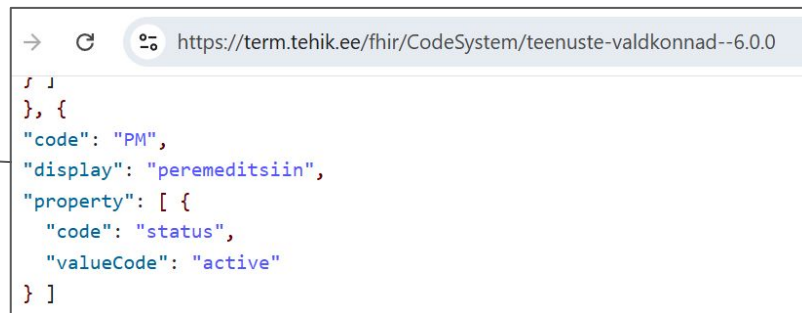 https://term.tehik.ee/fhir/CodeSystem/teenuste-valdkonnad--6.0.0
} ]
}, {
"code": "PM",
"display": "peremeditsiin",
"property": [ {
"code": "status",
"valueCode": "active"
} ]